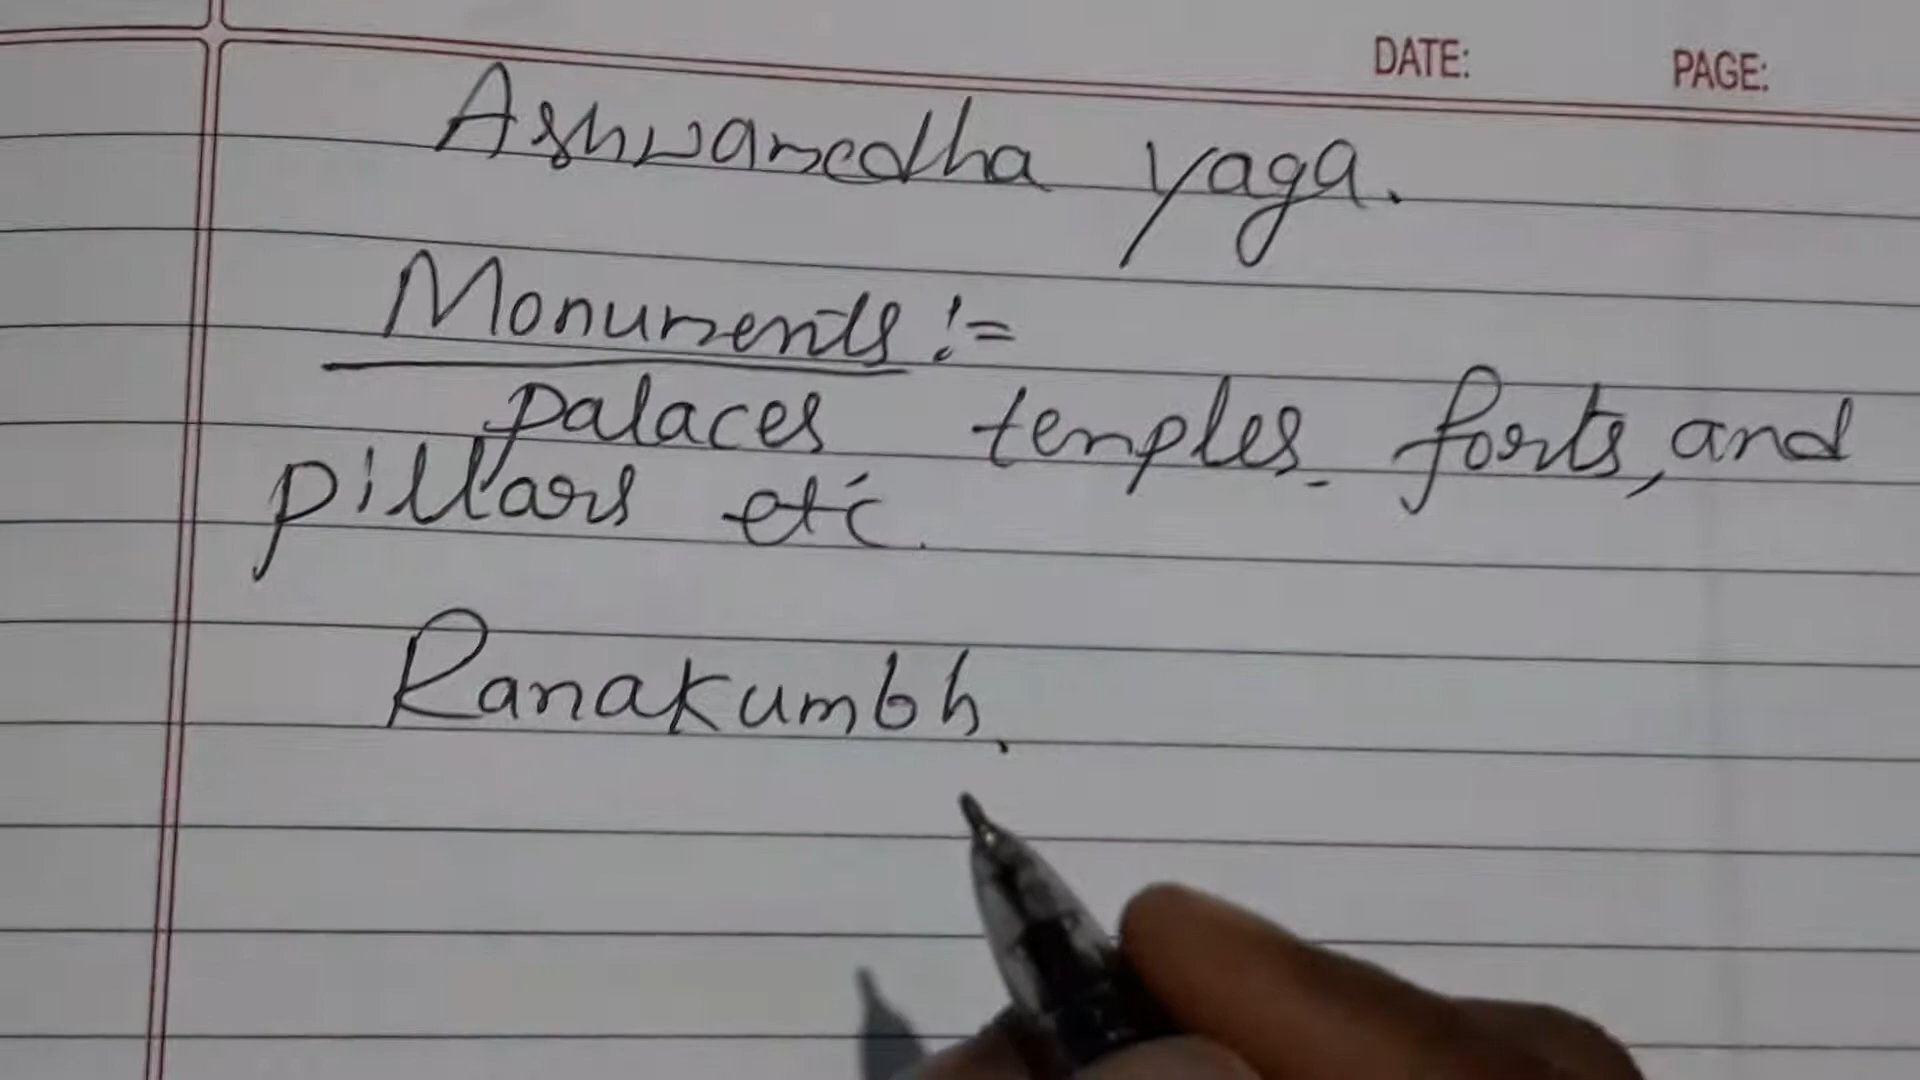 DATE: PAGE:
Ashwamedha yaga.
Monuments :=
palaces temples. forts, and
pillars etc.
Ranakumbh.